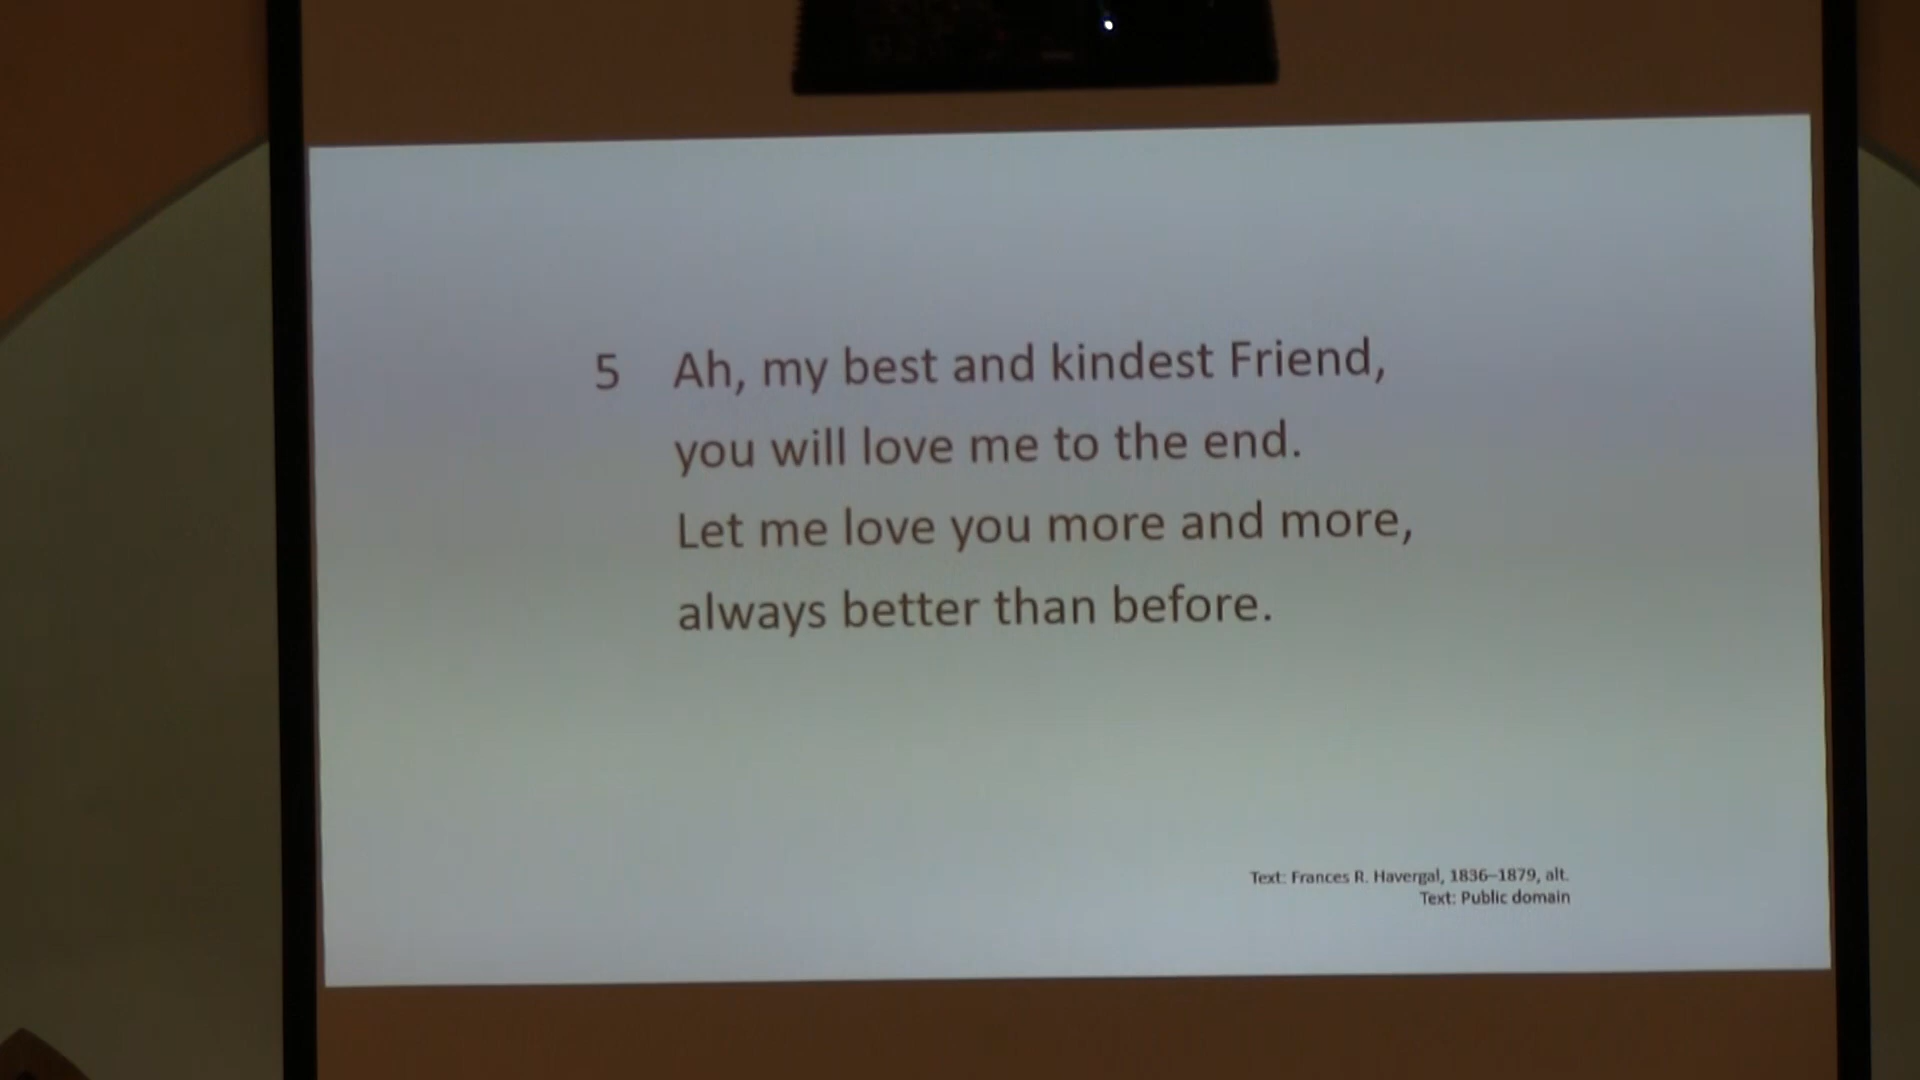 5 Ah, my best and kindest Friend,
you will love me to the end.
Let me love you more and more,
always better than before.
Text: Frances R. Havergal, 1836–1879, alt.
Text: Public domain